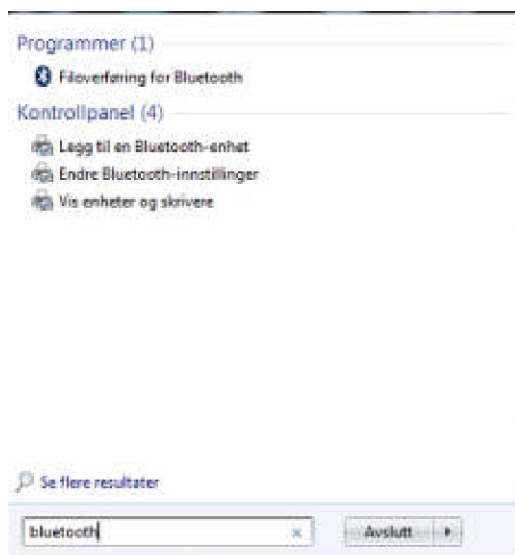 Programmer (1)
Filoverføring for Bluetooth
Kontrollpanel (4)
Legg til en Bluetooth-enhet
Endre Bluetooth-innstillinger
Vis enheter og skrivere
Se flere resultater
bluetooth
Avslutt